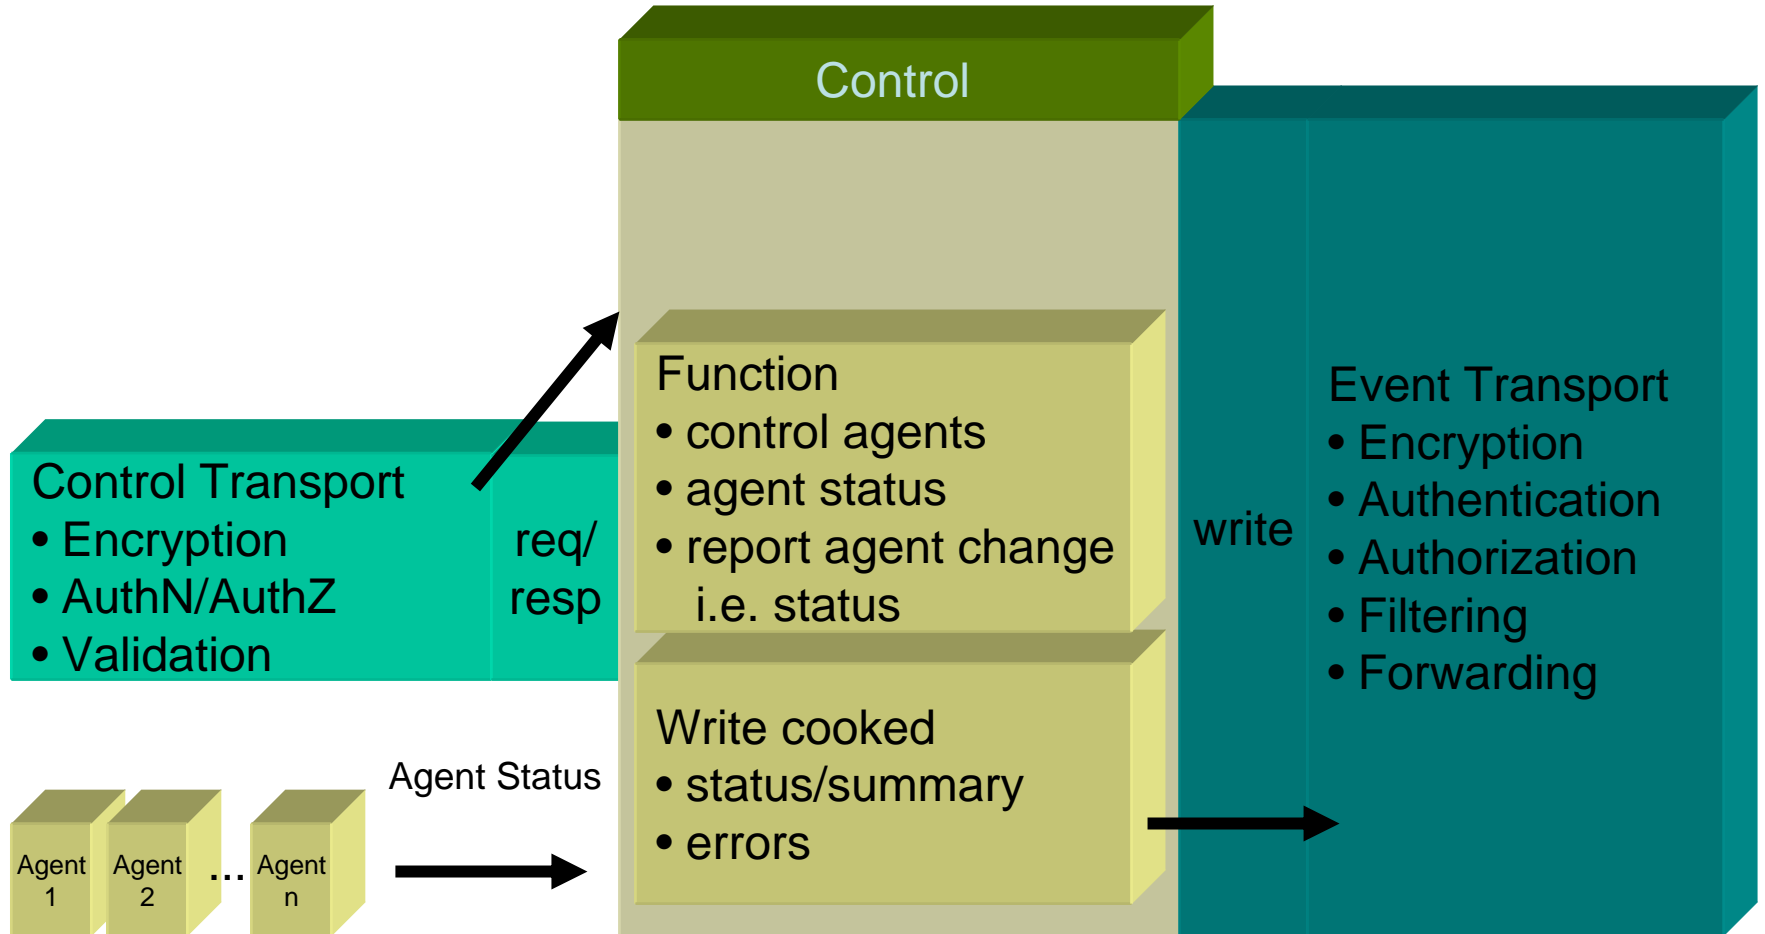 Control
Control Transport
• Encryption
• AuthN/AuthZ
• Validation
req/
resp
Function
• control agents
• agent status
• report agent change
i.e. status
write
Event Transport
• Encryption
• Authentication
• Authorization
• Filtering
• Forwarding
Write cooked
• status/summary
• errors
Agent Status
Agent
1
Agent
2
...
Agent
n